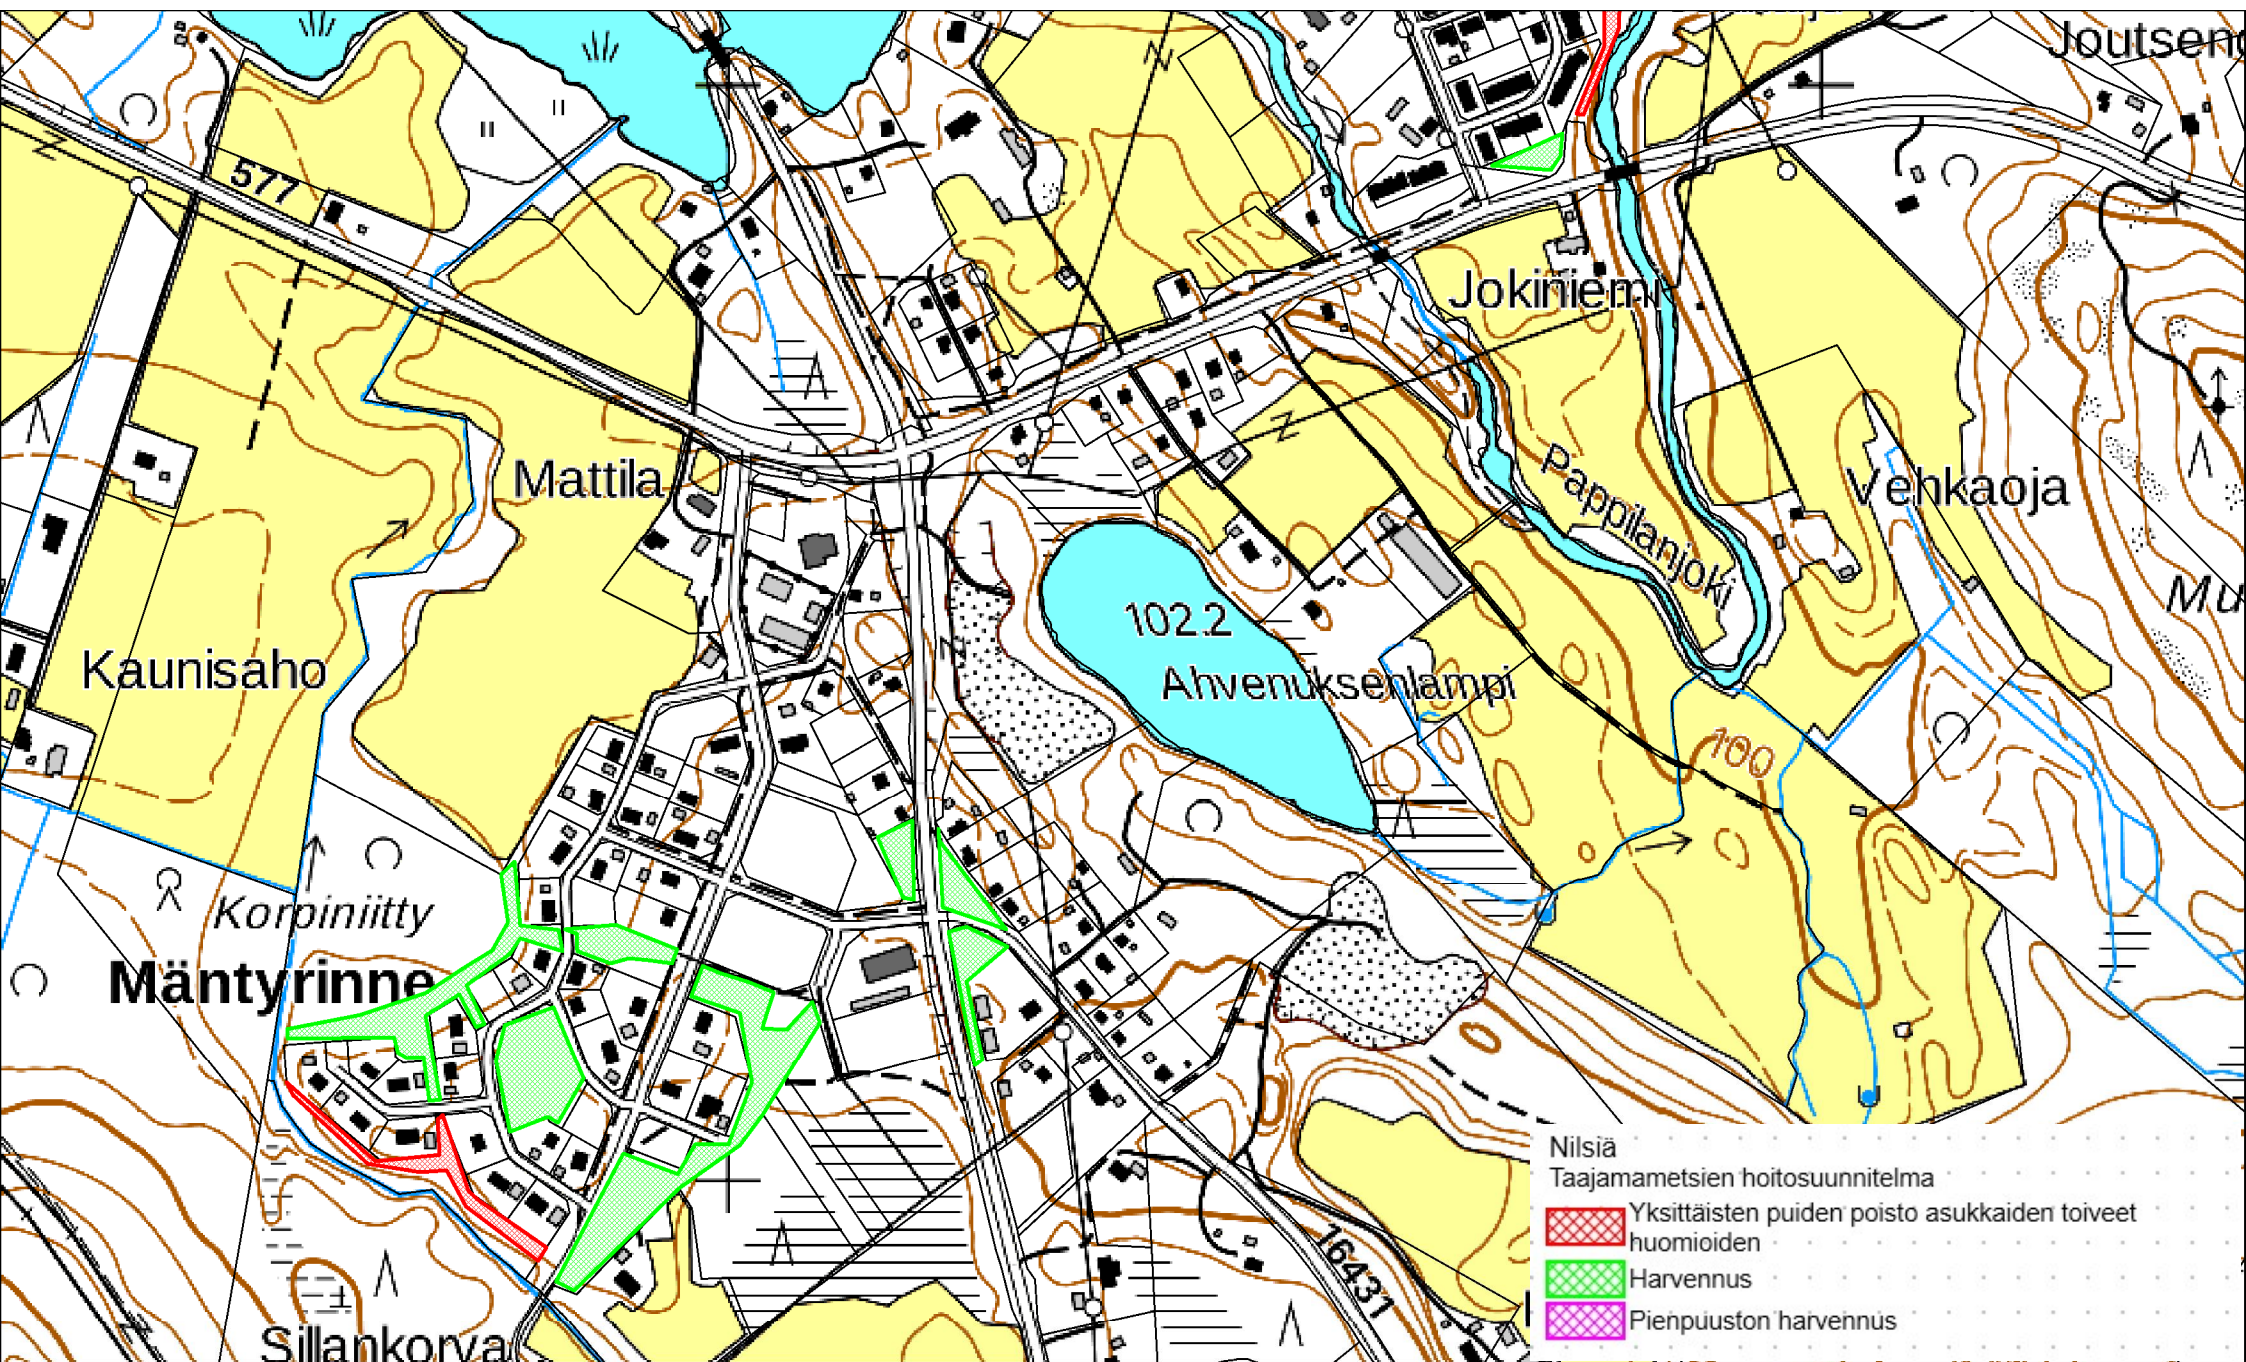 Joutsen
577
Jokiniemi
Mattila
Pappilanjoki
Vehkaoja
102.2
Mu
Kaunisaho
Ahvenuksenlampi
100
Korpiniitty
Mäntyrinne
16431
Sillankorva
Nilsiä
Taajamametsien hoitosuunnitelma
Yksittäisten puiden poisto asukkaiden toiveet
huomioiden
Harvennus
Pienpuuston harvennus